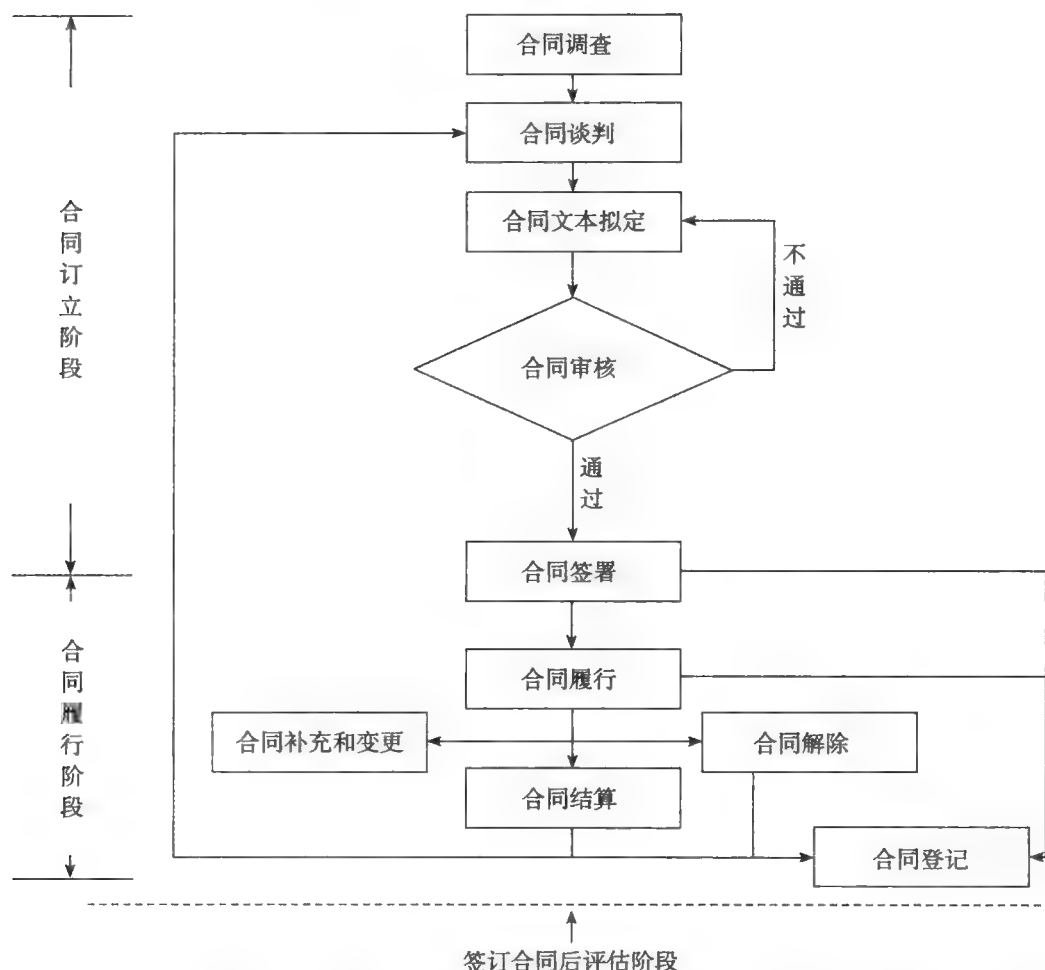 合同调查
合同谈判
合同文本拟定
不通过
合同审核
通过
合同订立阶段
合同签署
合同履行
合同履行阶段
合同补充和变更
合同解除
合同结算
合同登记
签订合同后评估阶段